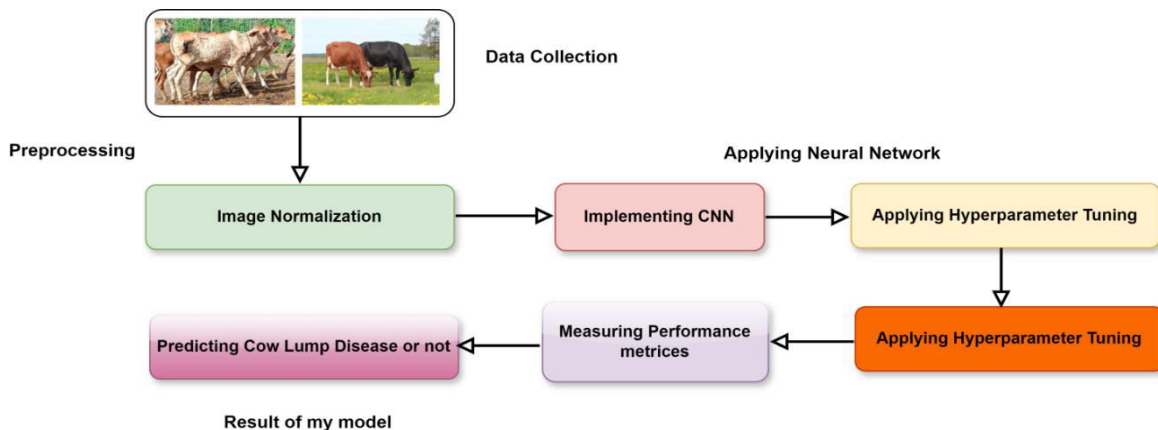 Data Collection
Preprocessing
Applying Neural Network
Image Normalization
Implementing CNN
Applying Hyperparameter Tuning
Predicting Cow Lump Disease or not
Measuring Performance
metrices
Applying Hyperparameter Tuning
Result of my model